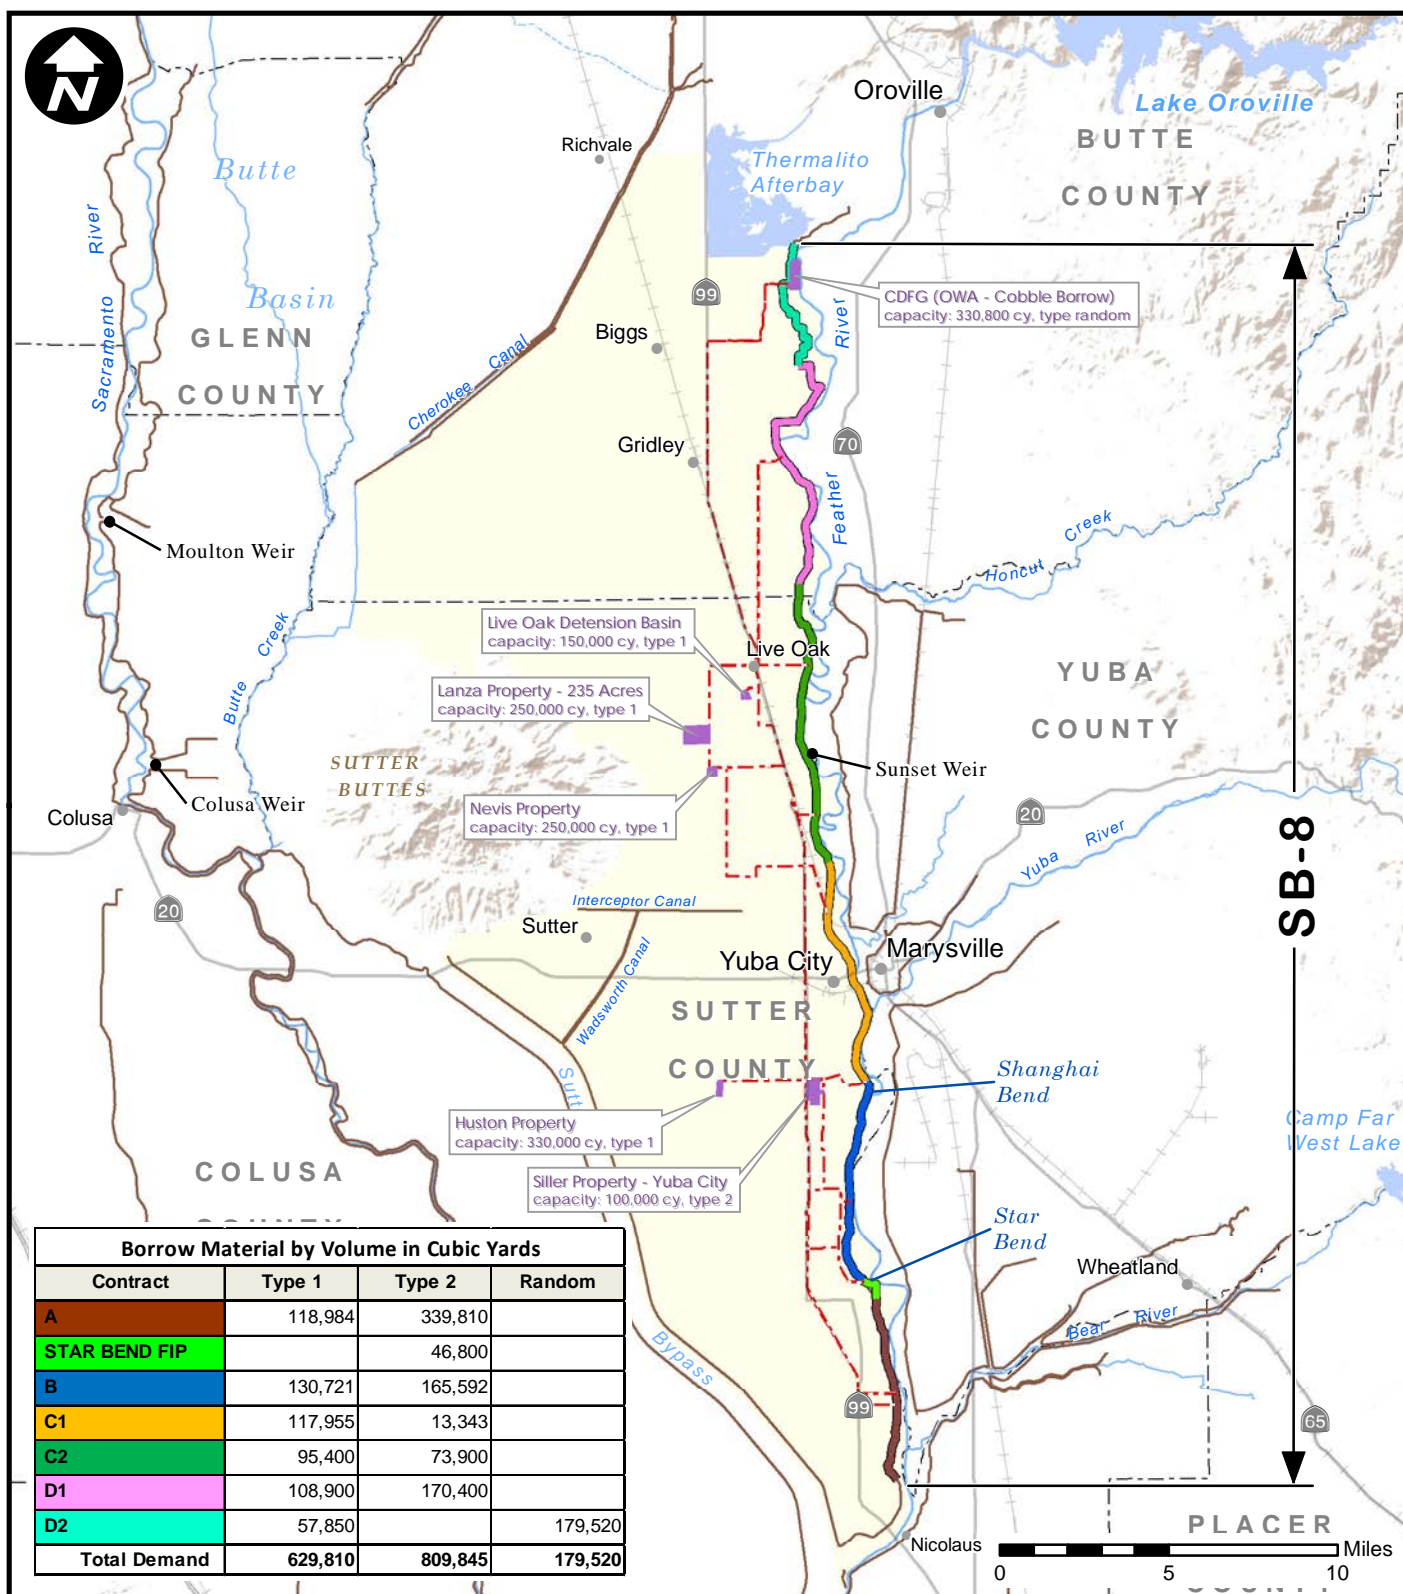 N
Oroville
Lake Oroville
BUTTE
COUNTY
Richvale
Thermalito
Afterbay
Butte
Basin
Sacramento River
GLENN
COUNTY
99
CDFG (OWA - Cobble Borrow)
capacity: 330,800 cy, type random
River
Biggs
Cherokee Canal
Gridley
70
Feather
Moulton Weir
Honcut Creek
Butte Creek
Live Oak Detension Basin
capacity: 150,000 cy, type 1
Live Oak
YUBA
COUNTY
Lanza Property - 235 Acres
capacity: 250,000 cy, type 1
SUTTER
BUTTES
Sunset Weir
Colusa Weir
Colusa
Nevis Property
capacity: 250,000 cy, type 1
20
Yuba River
SB-8
20
Interceptor Canal
Sutter
Wadsworth Canal
Yuba City
Marysville
SUTTER
COUNTY
Shanghai
Bend
Sutt
Huston Property
capacity: 330,000 cy, type 1
Camp Far
West Lake
Siller Property - Yuba City
capacity: 100,000 cy, type 2
COLUSA
COUNTY
Star
Bend
Wheatland
Bear River
Bypass
99
65
Borrow Material by Volume in Cubic Yards
Contract Type 1 Type 2 Random
A 118,984 339,810
STAR BEND FIP 46,800
B 130,721 165,592
C1 117,955 13,343
C2 95,400 73,900
D1 108,900 170,400
D2 57,850 179,520
Total Demand 629,810 809,845 179,520
PLACER
COUNTY
Nicolaus
Miles
0 5 10